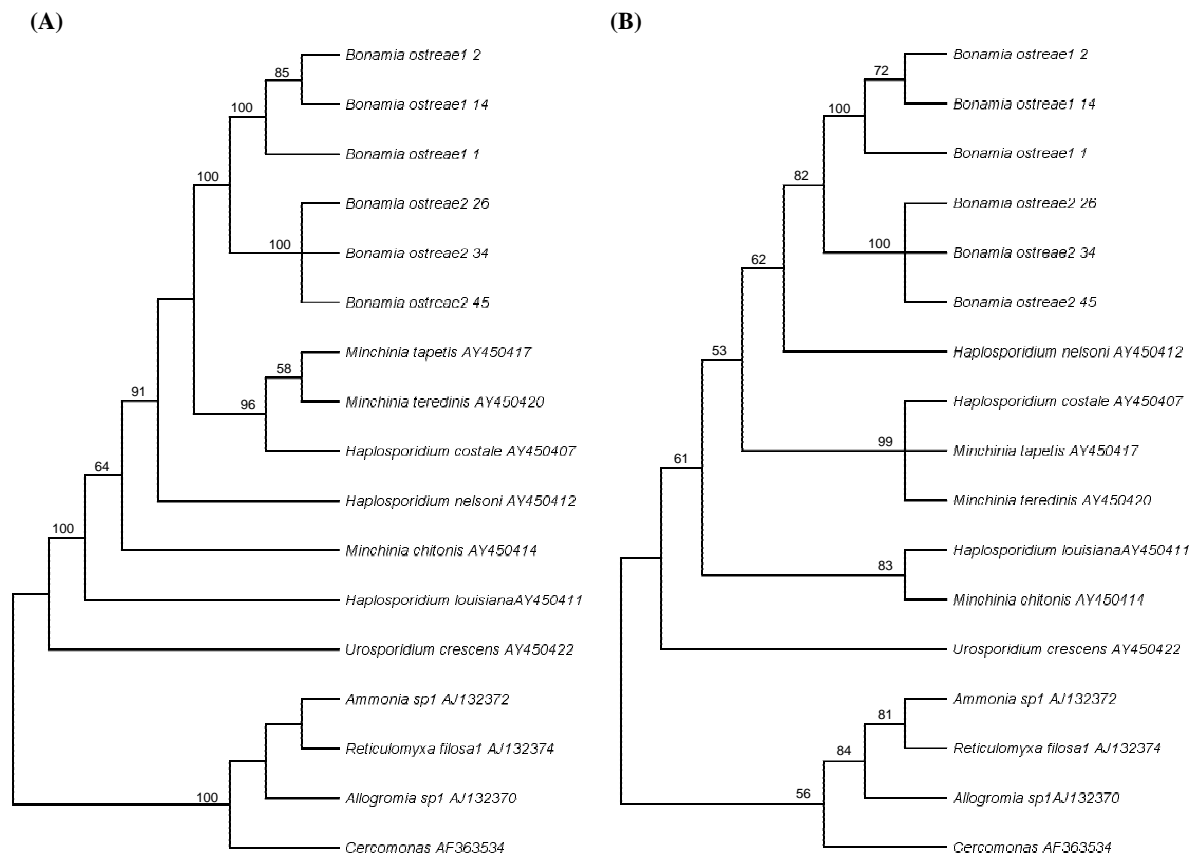 (A)
Bonamia ostreae1 2
85
Bonamia ostreae1 14
100
Bonamia ostreae1 1
100
Bonamia ostreae2 26
100
Bonamia ostreae2 34
Bonamia ostreae2 45
Minchinia tapetis AY450417
58
Minchinia teredinis AY450420
91
96
Haplosporidium costale AY450407
64
Haplosporidium nelsoni AY450412
100
Minchinia chitonis AY450414
Haplosporidium louisianaAY450411
Urosporidium crescens AY450422
Ammonia sp1 AJ132372
Reticulomyxa filosa1 AJ132374
Allogromia sp1 AJ132370
100
Cercomonas AF363534
(B)
Bonamia ostreae1 2
72
Bonamia ostreae1 14
100
Bonamia ostreae1 1
82
Bonamia ostreae2 26
100
Bonamia ostreae2 34
62
Bonamia ostreae2 45
Haplosporidium nelsoni AY450412
53
Haplosporidium costale AY450407
99
Minchinia tapetis AY450417
61
Minchinia teredinis AY450420
Haplosporidium louisianaAY450411
83
Minchinia chitonis AY450414
Urosporidium crescens AY450422
Ammonia sp1 AJ132372
81
Reticulomyxa filosa1 AJ132374
84
Allogromia sp1AJ132370
56
Cercomonas AF363534